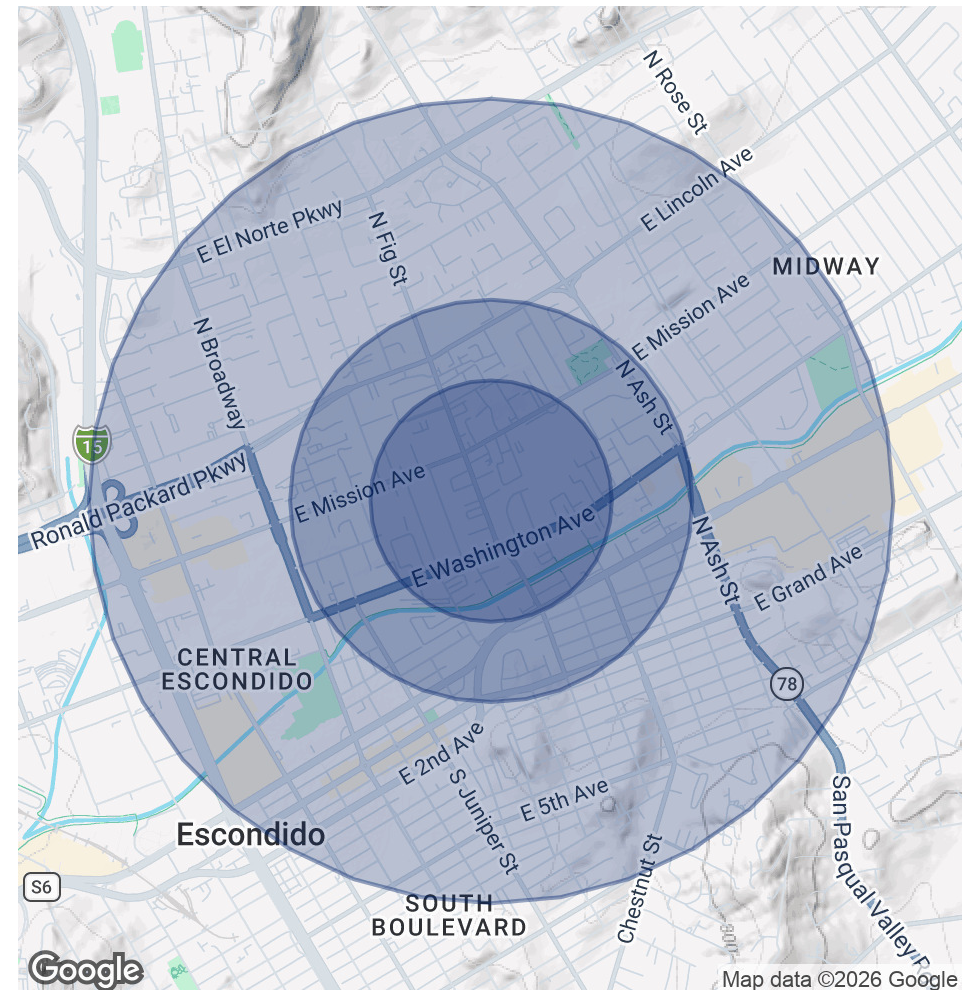 N Rose St
E Lincoln Ave
E El Norte Pkwy
N Fig St
MIDWAY
E Mission Ave
N Broadway
N Ash St
15
Ronald Packard Pkwy
E Mission Ave
E Washington Ave
N Ash St
E Grand Ave
CENTRAL
ESCONDIDO
78
E 2nd Ave
S Juniper St
E 5th Ave
San Pasqual Valley R
Escondido
Chestnut St
S6
SOUTH
BOULEVARD
Google
Map data ©2026 Google